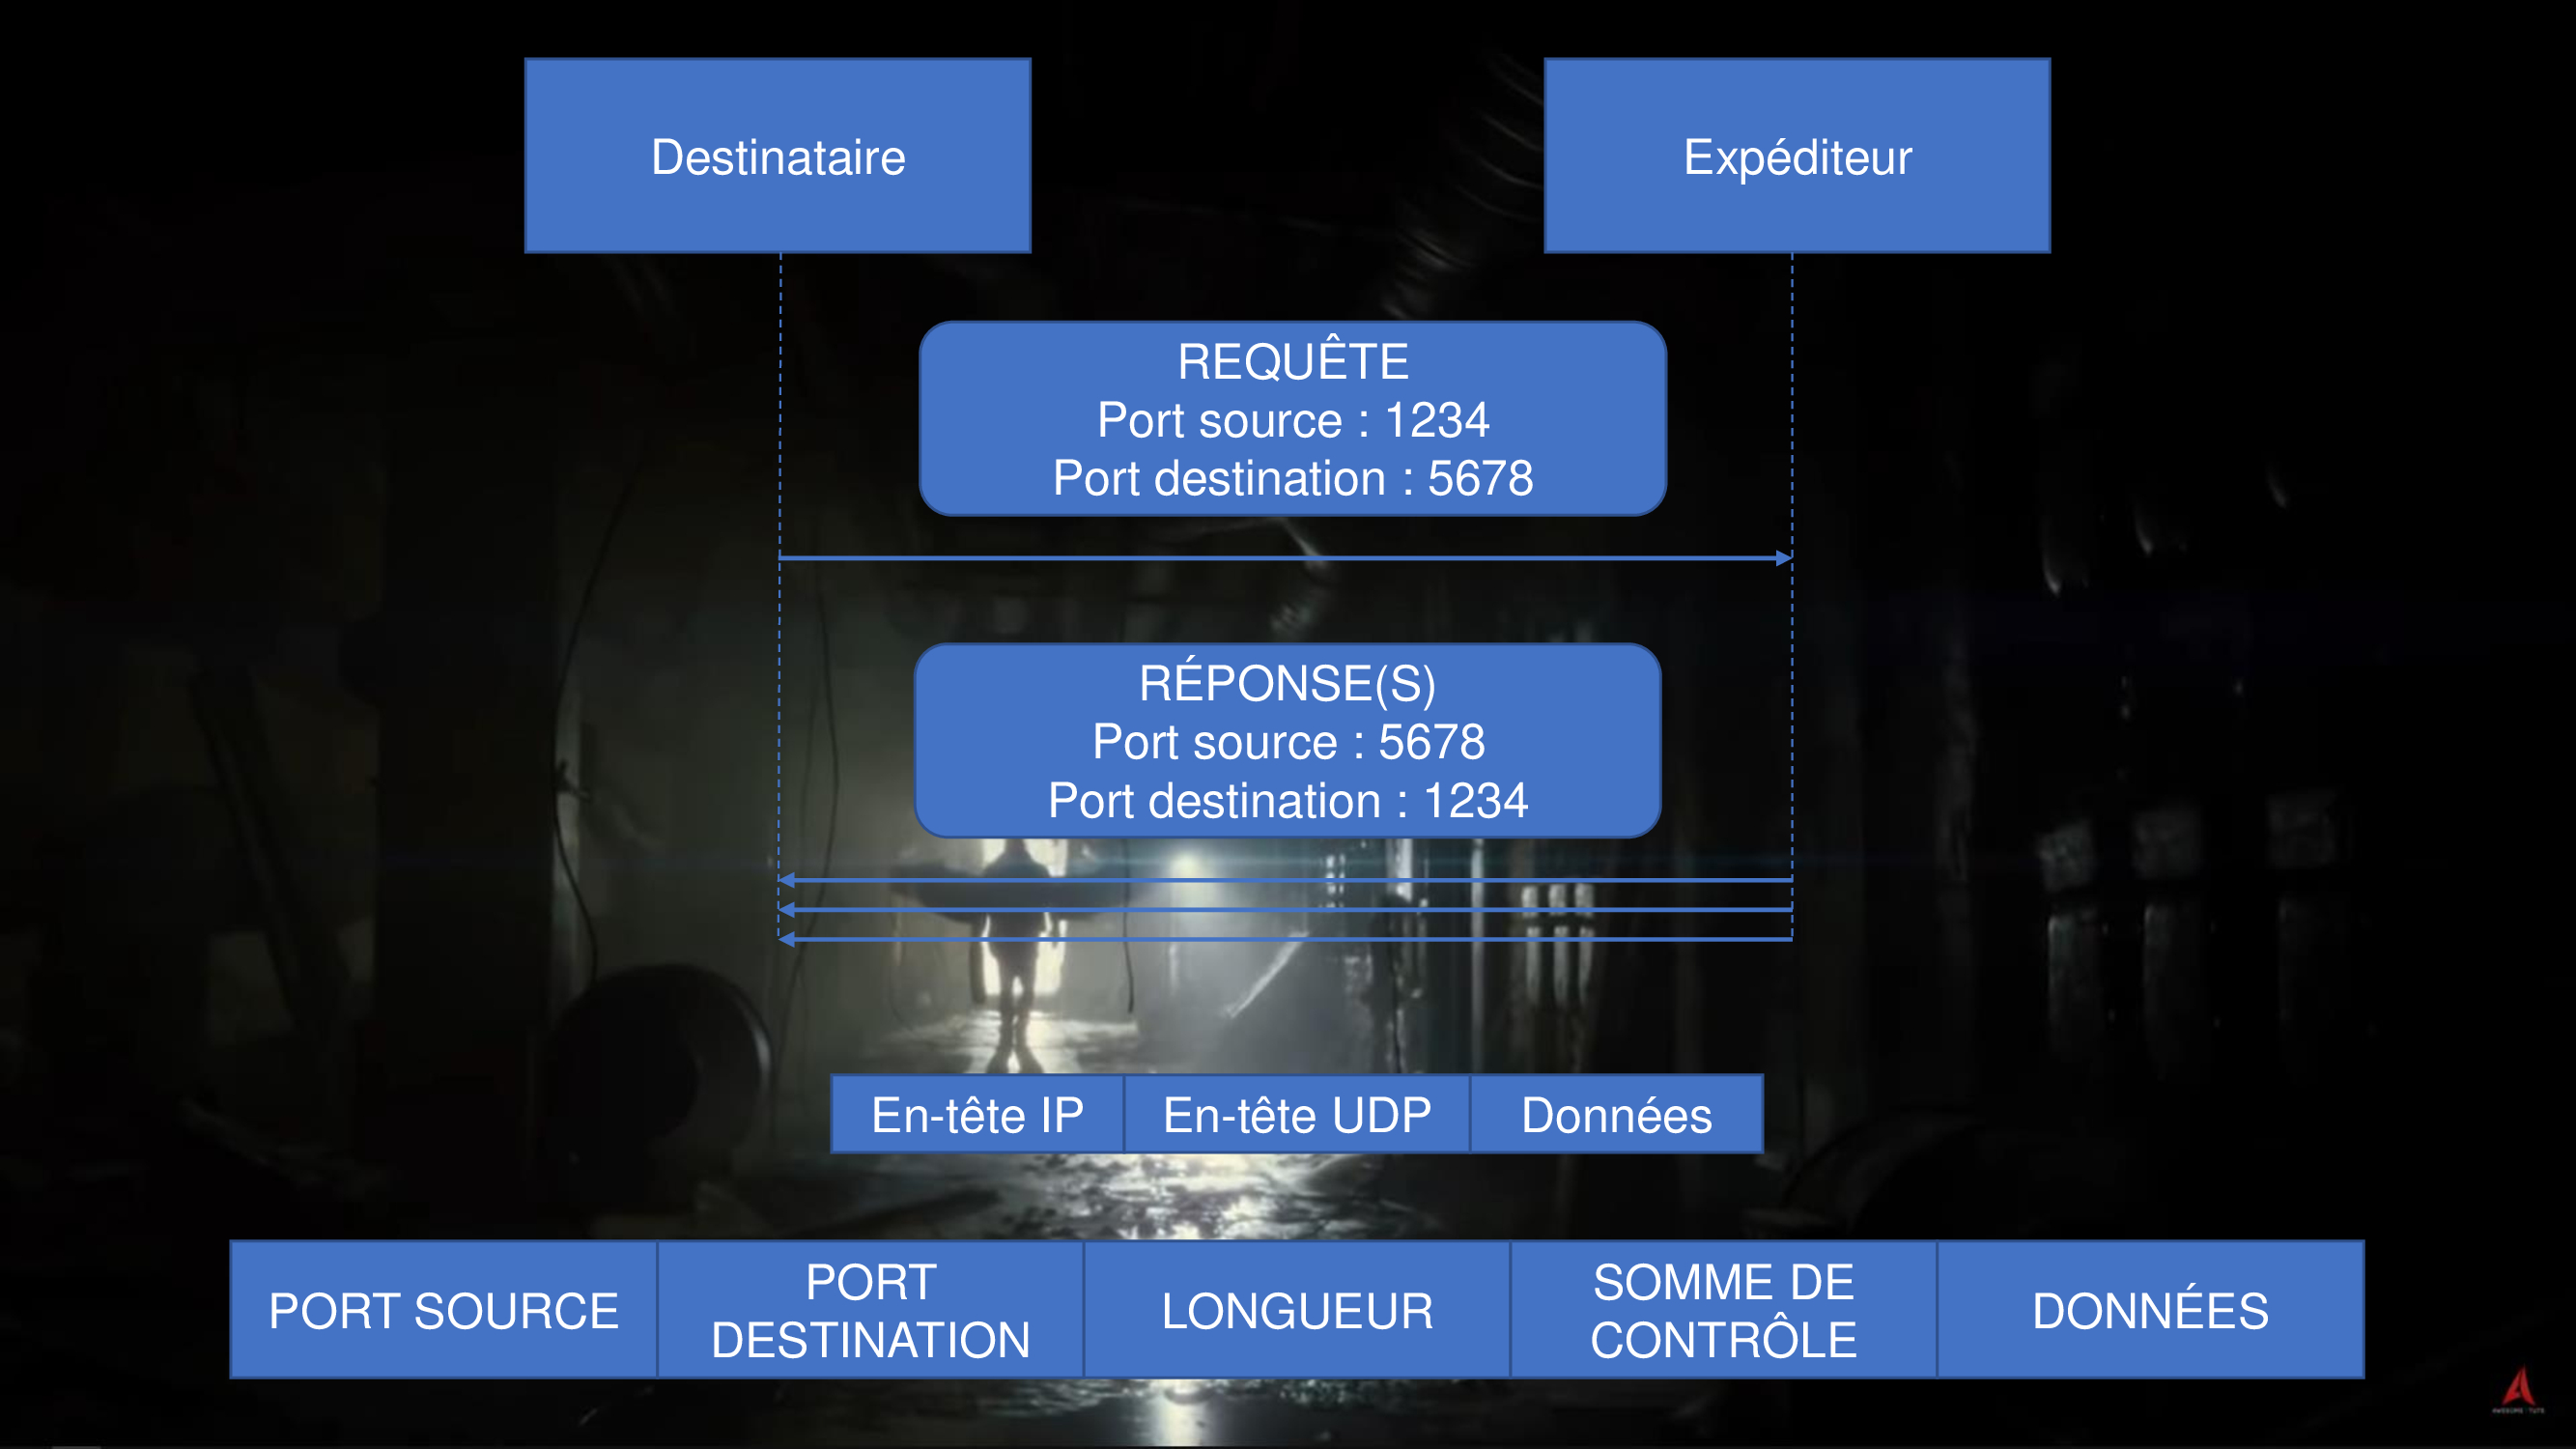 Destinataire
Expéditeur
REQUÊTE
Port source : 1234
Port destination : 5678
RÉPONSE(S)
Port source : 5678
Port destination : 1234
En-tête IP
En-tête UDP
Données
PORT SOURCE
PORT
DESTINATION
LONGUEUR
SOMME DE
CONTRÔLE
DONNÉES